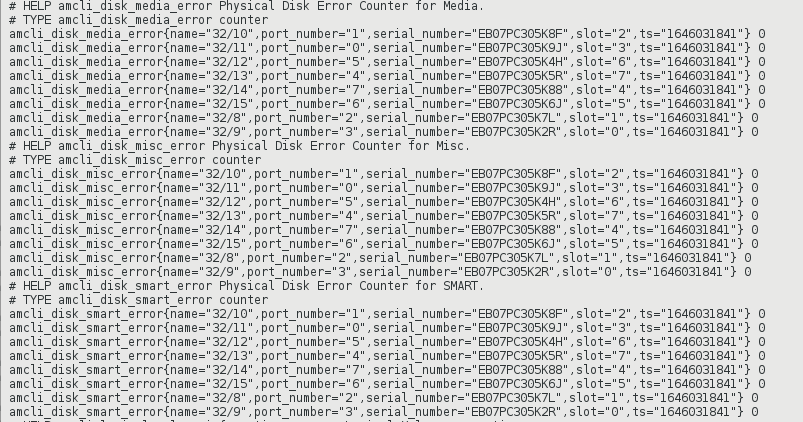 # HELP amcli_disk_media_error Physical Disk Error Counter for Media.
# TYPE amcli_disk_media_error counter
amcli_disk_media_error{name="32/10",port_number="1",serial_number="EB07PC305K8F",slot="2",ts="1646031841"} 0
amcli_disk_media_error{name="32/11",port_number="0",serial_number="EB07PC305K9J",slot="3",ts="1646031841"} 0
amcli_disk_media_error{name="32/12",port_number="5",serial_number="EB07PC305K4H",slot="6",ts="1646031841"} 0
amcli_disk_media_error{name="32/13",port_number="4",serial_number="EB07PC305K5R",slot="7",ts="1646031841"} 0
amcli_disk_media_error{name="32/14",port_number="7",serial_number="EB07PC305K88",slot="4",ts="1646031841"} 0
amcli_disk_media_error{name="32/15",port_number="6",serial_number="EB07PC305K6J",slot="5",ts="1646031841"} 0
amcli_disk_media_error{name="32/8",port_number="2",serial_number="EB07PC305K7L",slot="1",ts="1646031841"} 0
amcli_disk_media_error{name="32/9",port_number="3",serial_number="EB07PC305K2R",slot="0",ts="1646031841"} 0
# HELP amcli_disk_misc_error Physical Disk Error Counter for Misc.
# TYPE amcli_disk_misc_error counter
amcli_disk_misc_error{name="32/10",port_number="1",serial_number="EB07PC305K8F",slot="2",ts="1646031841"} 0
amcli_disk_misc_error{name="32/11",port_number="0",serial_number="EB07PC305K9J",slot="3",ts="1646031841"} 0
amcli_disk_misc_error{name="32/12",port_number="5",serial_number="EB07PC305K4H",slot="6",ts="1646031841"} 0
amcli_disk_misc_error{name="32/13",port_number="4",serial_number="EB07PC305K5R",slot="7",ts="1646031841"} 0
amcli_disk_misc_error{name="32/14",port_number="7",serial_number="EB07PC305K88",slot="4",ts="1646031841"} 0
amcli_disk_misc_error{name="32/15",port_number="6",serial_number="EB07PC305K6J",slot="5",ts="1646031841"} 0
amcli_disk_misc_error{name="32/8",port_number="2",serial_number="EB07PC305K7L",slot="1",ts="1646031841"} 0
amcli_disk_misc_error{name="32/9",port_number="3",serial_number="EB07PC305K2R",slot="0",ts="1646031841"} 0
# HELP amcli_disk_smart_error Physical Disk Error Counter for SMART.
# TYPE amcli_disk_smart_error counter
amcli_disk_smart_error{name="32/10",port_number="1",serial_number="EB07PC305K8F",slot="2",ts="1646031841"} 0
amcli_disk_smart_error{name="32/11",port_number="0",serial_number="EB07PC305K9J",slot="3",ts="1646031841"} 0
amcli_disk_smart_error{name="32/12",port_number="5",serial_number="EB07PC305K4H",slot="6",ts="1646031841"} 0
amcli_disk_smart_error{name="32/13",port_number="4",serial_number="EB07PC305K5R",slot="7",ts="1646031841"} 0
amcli_disk_smart_error{name="32/14",port_number="7",serial_number="EB07PC305K88",slot="4",ts="1646031841"} 0
amcli_disk_smart_error{name="32/15",port_number="6",serial_number="EB07PC305K6J",slot="5",ts="1646031841"} 0
amcli_disk_smart_error{name="32/8",port_number="2",serial_number="EB07PC305K7L",slot="1",ts="1646031841"} 0
amcli_disk_smart_error{name="32/9",port_number="3",serial_number="EB07PC305K2R",slot="0",ts="1646031841"} 0